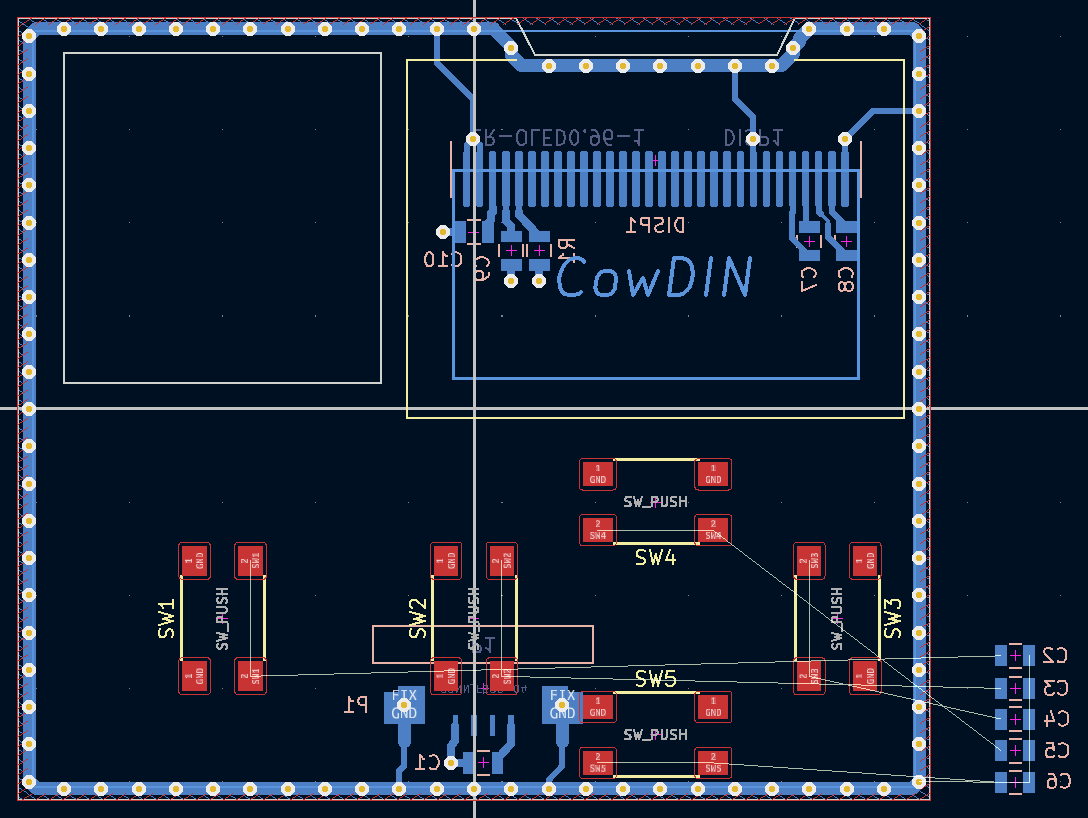 ER-OLED0.96-1 DISP1
DISP1
C10 C9 R1 CowDIN C7 C8
1 GND 1 GND
SW_PUSH
2 SW4 2 SW4
SW4
1 GND 2 SW1 1 GND 2 SW2 2 SW3 1 GND
SW1 SW_PUSH SW2 SW_PUSH SW_PUSH SW3
P1
C2
1 GND 2 SW1 1 GND 2 SW2 SW5 2 SW3 1 GND
C3
P1 FIX GND FIX GND 1 GND 1 GND
C4
SW_PUSH
C5
C1 2 SW5 2 SW5
C6